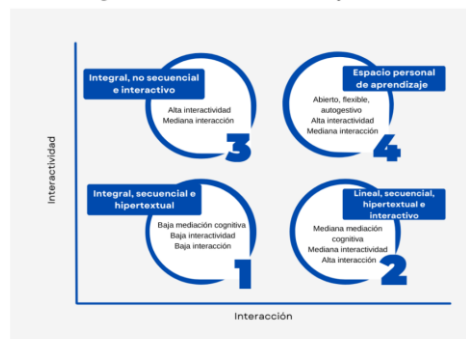 Integral, no secuencial
e interactivo
Alta interactividad
Mediana interacción
3
Espacio personal
de aprendizaje
Abierto, flexible,
autogestivo
Alta interactividad
Mediana interacción
4
Integral, secuencial e
hipertextual
Baja mediación cognitiva
Baja interactividad
Baja interacción
1
Lineal, secuencial,
hipertextual e
interactivo
Mediana mediación
cognitiva
Mediana interactividad
Alta interacción
2
Interactividad
Interacción